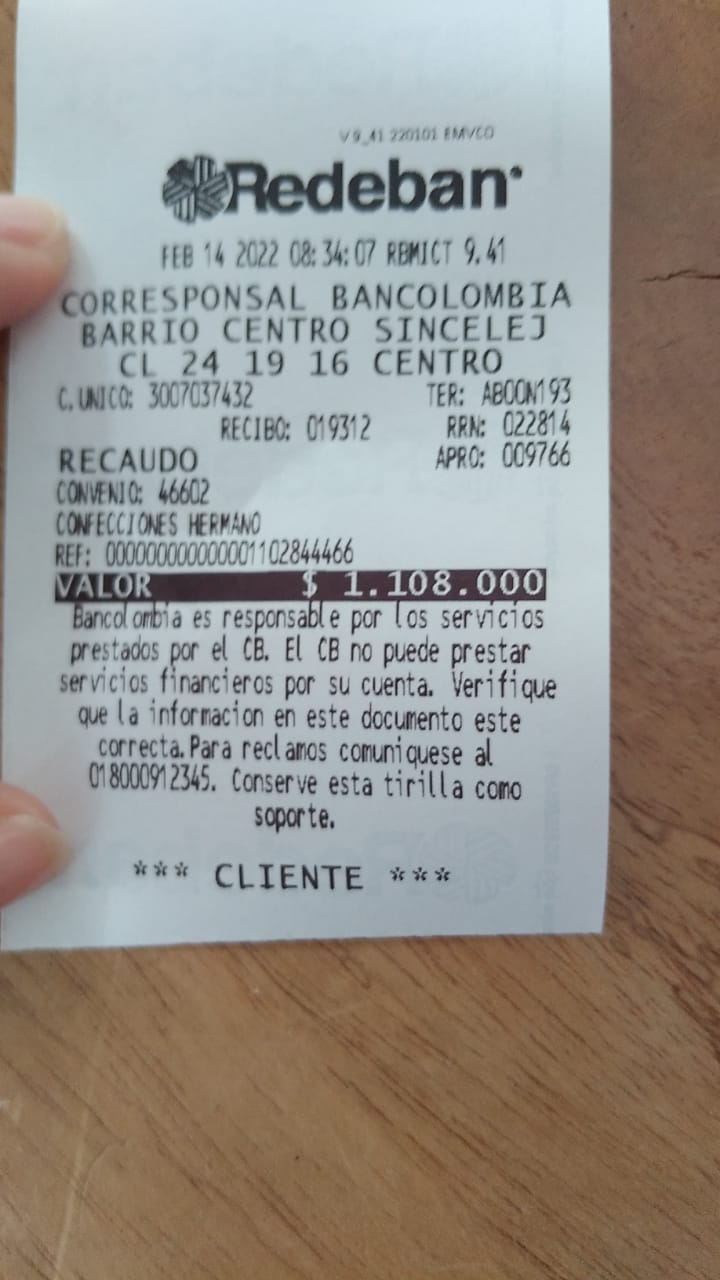 V9_41 220101 EMVCO
Redeban
FEB 14 2022 08:34:07 RBMICT 9.41
CORRESPONSAL BANCOLOMBIA
BARRIO CENTRO SINCELEJ
CL 24 19 16 CENTRO
C. UNICO: 3007037432 TER: AB00N193
RECIBO: 019312 RRN: 022814
RECAUDO APRO: 009766
CONVENIO: 46602
CONFECCIONES HERMANO
REF: 000000000000001102844466
VALOR $ 1.108.000
Bancolombia es responsable por los servicios
prestados por el CB. El CB no puede prestar
servicios financieros por su cuenta. Verifique
que la informacion en este documento este
correcta. Para reclamos comuniquese al
018000912345. Conserve esta tirilla como
soporte.
*** CLIENTE ***